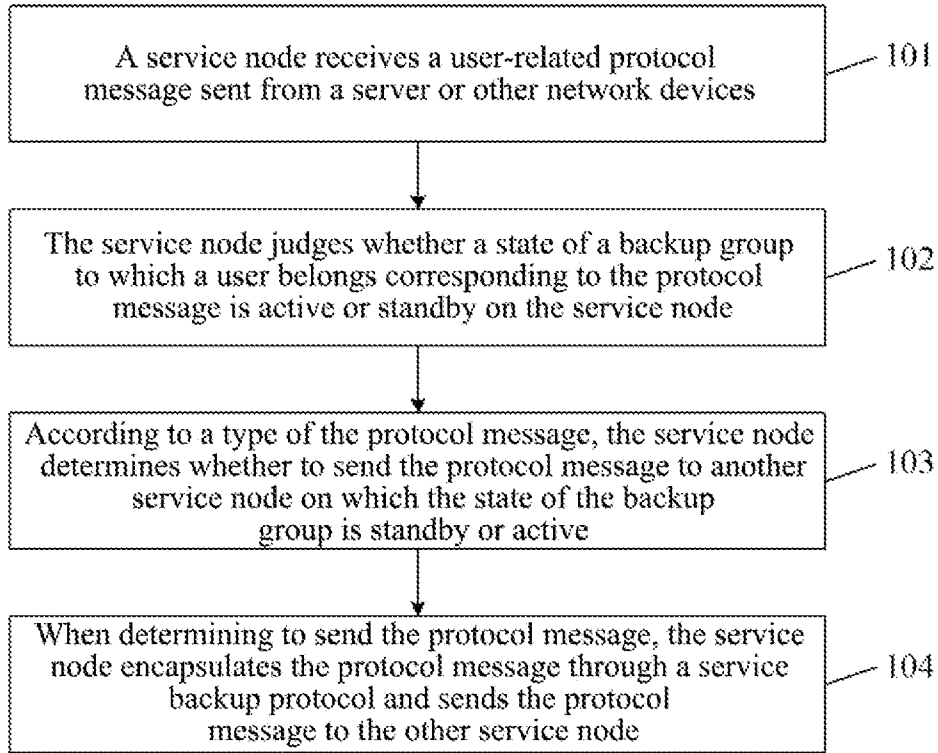 A service node receives a user-related protocol
message sent from a server or other network devices
101
The service node judges whether a state of a backup group
to which a user belongs corresponding to the protocol
message is active or standby on the service node
102
According to a type of the protocol message, the service node
determines whether to send the protocol message to another
service node on which the state of the backup
group is standby or active
103
When determining to send the protocol message, the service
node encapsulates the protocol message through a service
backup protocol and sends the protocol
message to the other service node
104